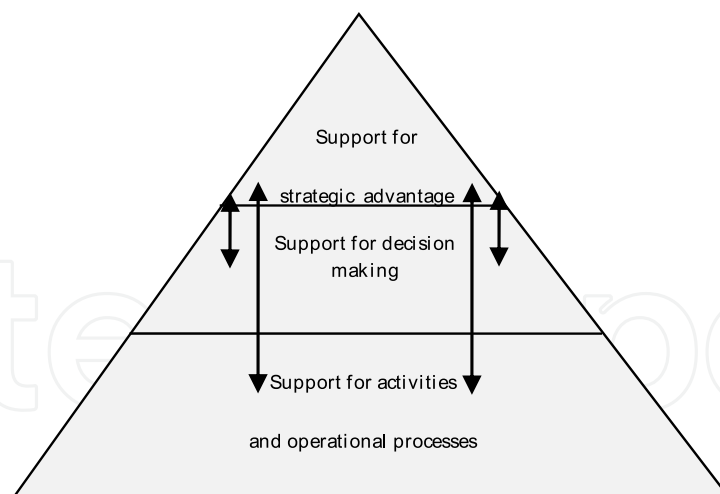 Support for
strategic advantage
Support for decision
making
Support for activities
and operational processes